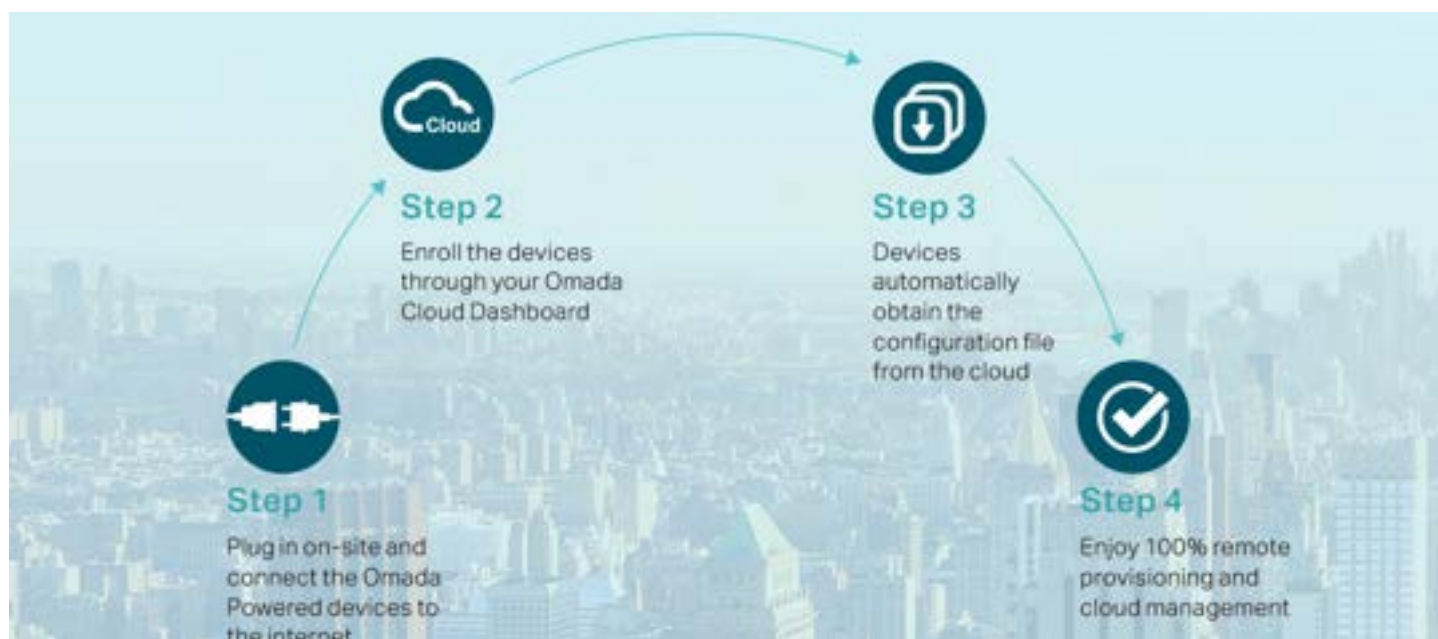 Cloud
Step 2
Enroll the devices
through your Omada
Cloud Dashboard
Step 3
Devices
automatically
obtain the
configuration file
from the cloud
Step 1
Plug in on-site and
connect the Omada
Powered devices to
the internet
Step 4
Enjoy 100% remote
provisioning and
cloud management